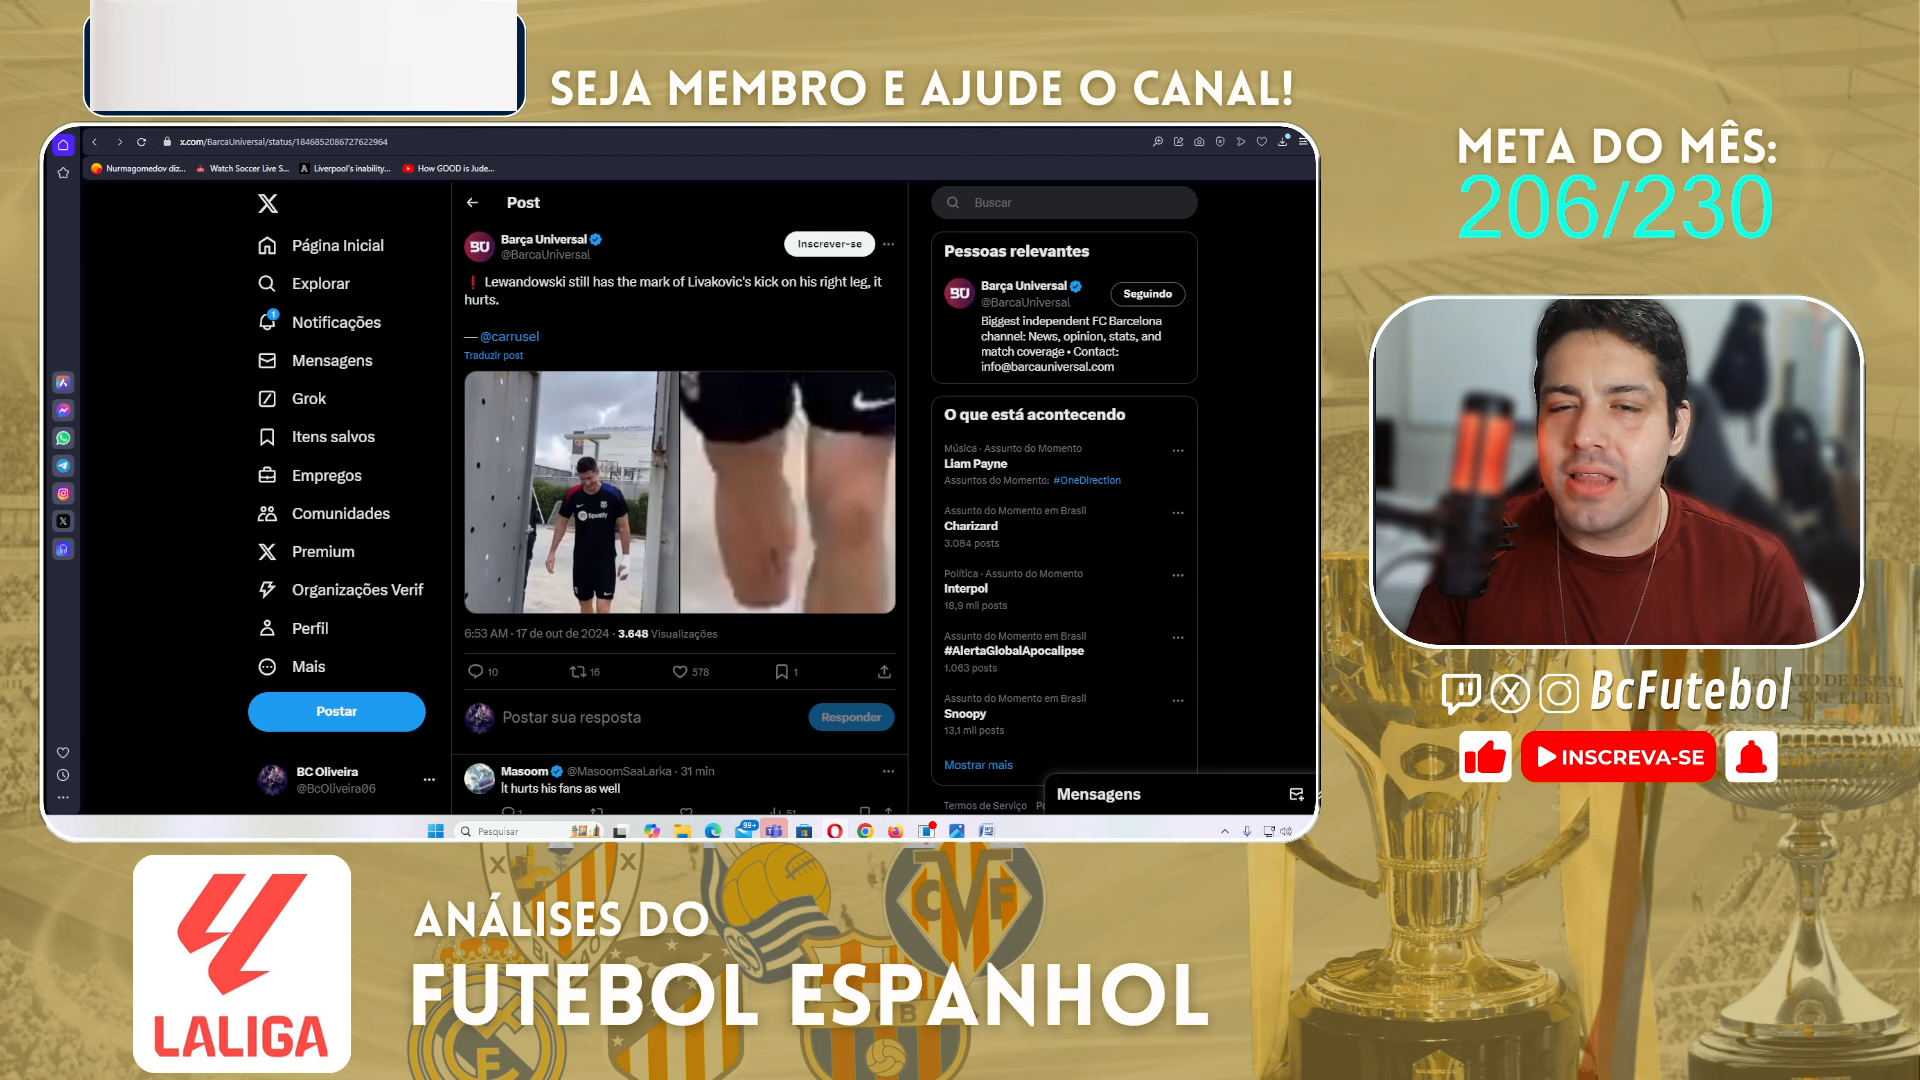 SEJA MEMBRO E AJUDE O CANAL!
META DO MÊS:
206/230
x.com/BarcaUniversal/status/1846852086727622964
Nurmagomedov diz...
Watch Soccer Live S...
Liverpool's inability...
How GOOD is Jude...
Página Inicial
Explorar
1
Notificações
Mensagens
Grok
Itens salvos
Empregos
Comunidades
Premium
Organizações Verif
Perfil
Mais
Postar
BC Oliveira
@BcOliveira06
Post
BU
Barça Universal
@BarcaUniversal
Inscrever-se
❗ Lewandowski still has the mark of Livakovic's kick on his right leg, it
hurts.
— @carrusel
Traduzir post
Spotify
6:53 AM · 17 de out de 2024 · 3.648 Visualizações
10
16
578
1
Postar sua resposta
Responder
Masoom @MasoomSaaLarka · 31 min
It hurts his fans as well
1
51
Buscar
Pessoas relevantes
BU
Barça Universal
@BarcaUniversal
Seguindo
Biggest independent FC Barcelona
channel: News, opinion, stats, and
match coverage • Contact:
info@barcauniversal.com
O que está acontecendo
Música · Assunto do Momento
Liam Payne
Assuntos do Momento: #OneDirection
Assunto do Momento em Brasil
Charizard
3.084 posts
Política · Assunto do Momento
Interpol
18,9 mil posts
Assunto do Momento em Brasil
#AlertaGlobalApocalipse
1.063 posts
Assunto do Momento em Brasil
Snoopy
13,1 mil posts
Mostrar mais
Termos de Serviço
Mensagens
Pesquisar
99+
BcFutebol
INSCREVA-SE
LALIGA
ANÁLISES DO
FUTEBOL ESPANHOL